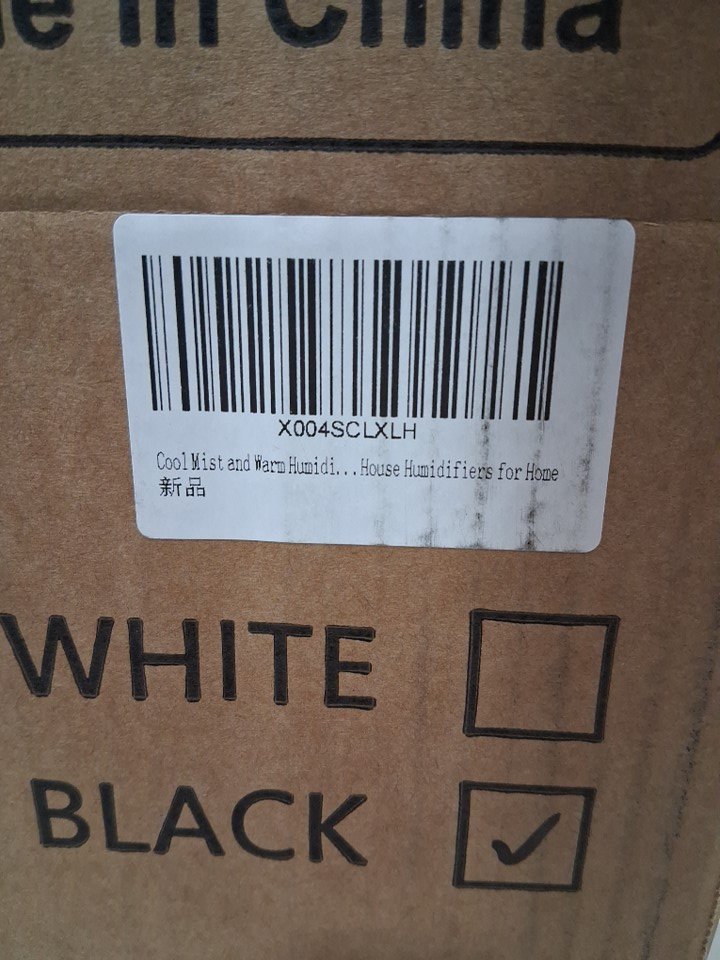 e in China
X004SCLXLH
Cool Mist and Warm Humidi...House Humidifiers for Home
新品
WHITE
BLACK